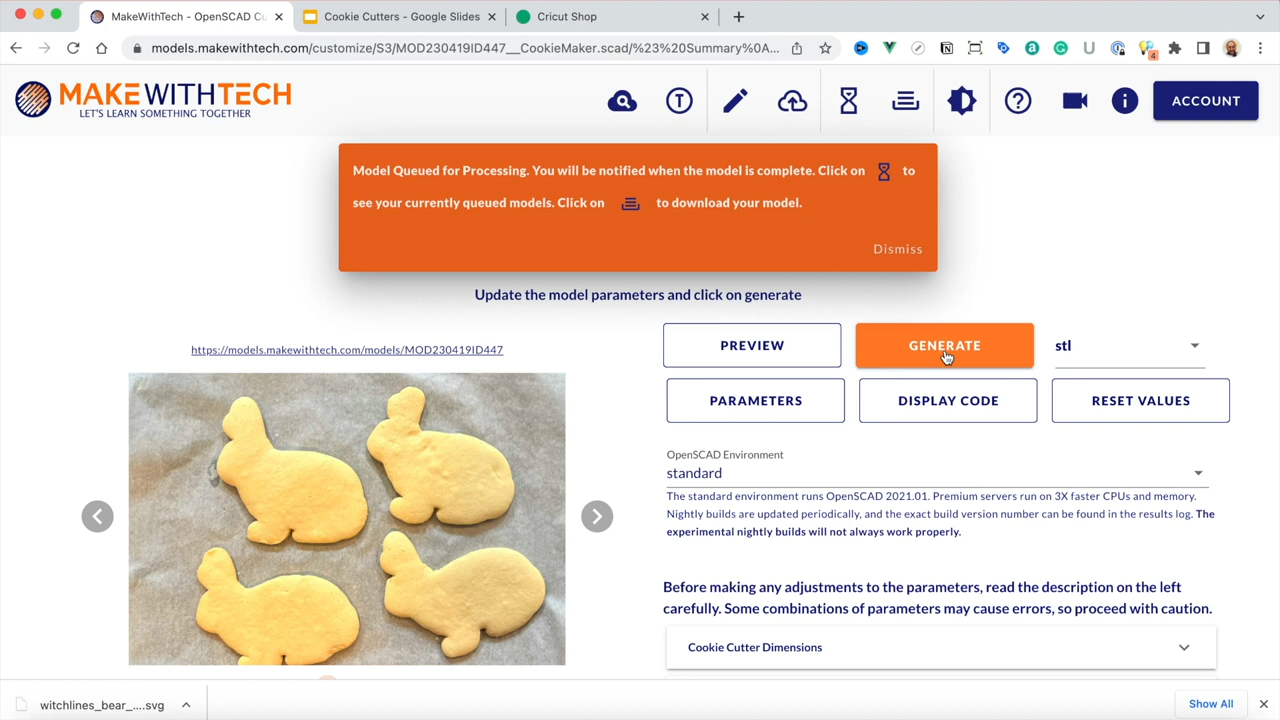 MakeWithTech - OpenSCAD Cu
Cookie Cutters - Google Slides
Cricut Shop
models.makewithtech.com/customize/S3/MOD230419ID447__CookieMaker.scad/%23%20Summary%0A...
4
MAKEWITHTECH
LET'S LEARN SOMETHING TOGETHER
T
ACCOUNT
Model Queued for Processing. You will be notified when the model is complete. Click on to
see your currently queued models. Click on to download your model.
Dismiss
Update the model parameters and click on generate
https://models.makewithtech.com/models/MOD230419ID447
PREVIEW
GENERATE
stl
PARAMETERS
DISPLAY CODE
RESET VALUES
OpenSCAD Environment
standard
The standard environment runs OpenSCAD 2021.01. Premium servers run on 3X faster CPUs and memory.
Nightly builds are updated periodically, and the exact build version number can be found in the results log. The
experimental nightly builds will not always work properly.
Before making any adjustments to the parameters, read the description on the left
carefully. Some combinations of parameters may cause errors, so proceed with caution.
Cookie Cutter Dimensions
witchlines_bear_....svg
Show All